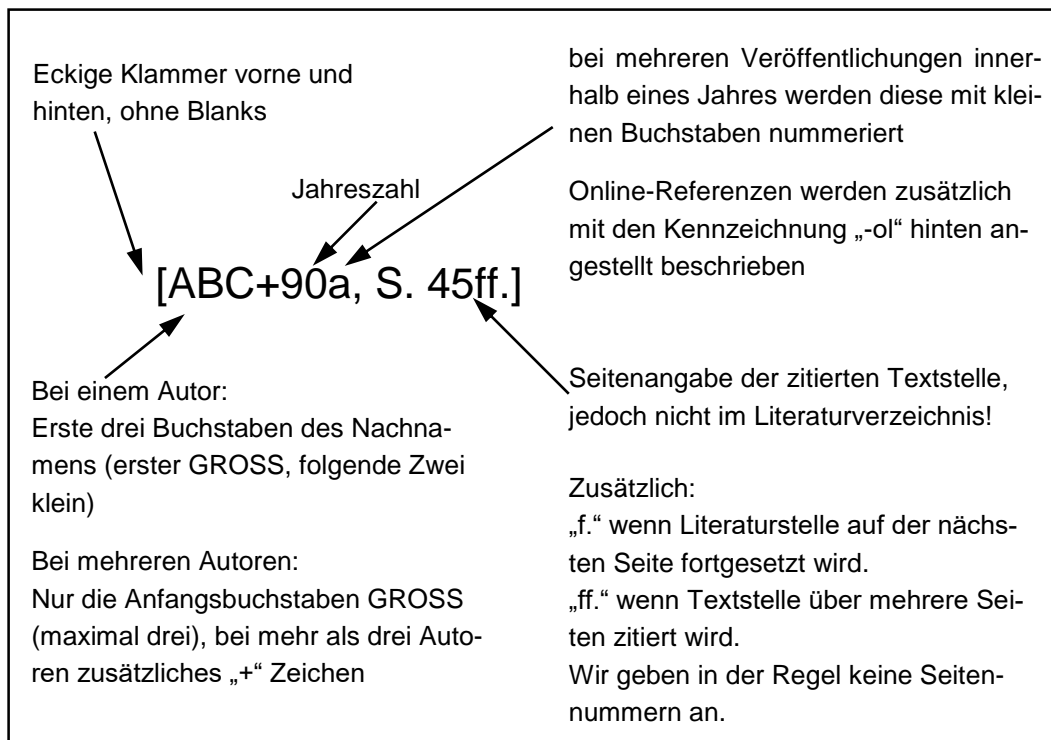 Eckige Klammer vorne und
hinten, ohne Blanks
bei mehreren Veröffentlichungen inner-
halb eines Jahres werden diese mit klei-
nen Buchstaben nummeriert
Jahreszahl
Online-Referenzen werden zusätzlich
mit den Kennzeichnung „-ol“ hinten an-
gestellt beschrieben
[ABC+90a, S. 45ff.]
Bei einem Autor:
Erste drei Buchstaben des Nachna-
mens (erster GROSS, folgende Zwei
klein)
Bei mehreren Autoren:
Nur die Anfangsbuchstaben GROSS
(maximal drei), bei mehr als drei Auto-
ren zusätzliches „+“ Zeichen
Seitenangabe der zitierten Textstelle,
jedoch nicht im Literaturverzeichnis!
Zusätzlich:
„f.“ wenn Literaturstelle auf der nächs-
ten Seite fortgesetzt wird.
„ff.“ wenn Textstelle über mehrere Sei-
ten zitiert wird.
Wir geben in der Regel keine Seiten-
nummern an.